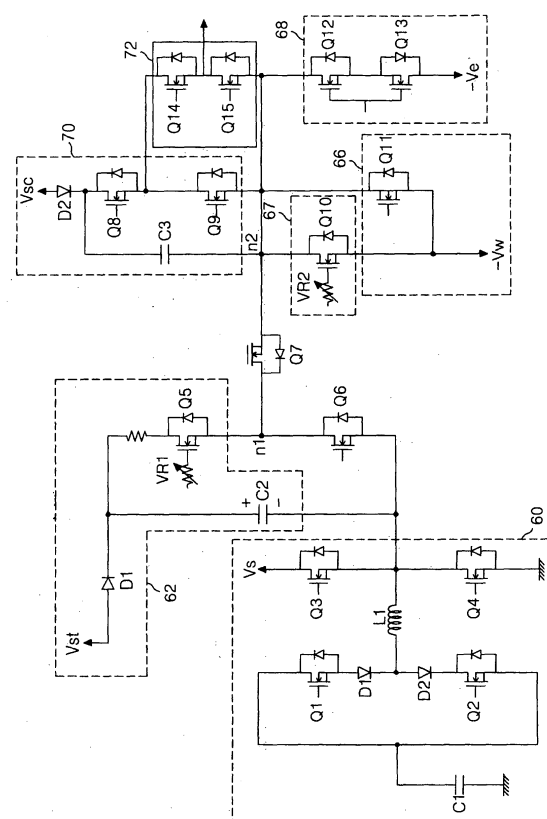 72
Q14
Q15
68
Q12
Q13
-Ve
70
Vsc
D2
Q8
Q9
C3
n2
67
VR2
Q10
66
Q11
-Vw
Q7
Vst
D1
62
VR1
Q5
n1
Q6
+
C2
−
60
Vs
Q3
Q4
L1
Q1
D1
D2
Q2
C1